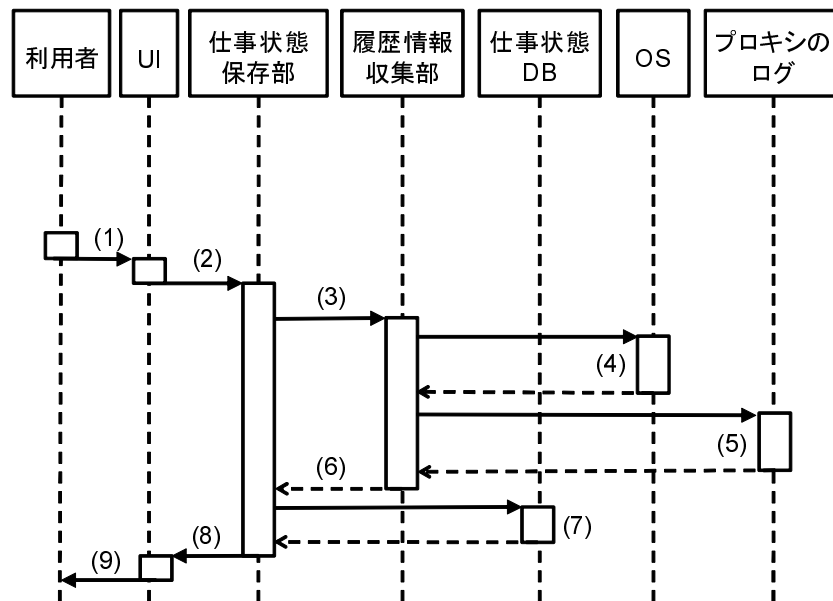 利用者
UI
仕事状態
保存部
履歴情報
収集部
仕事状態
DB
OS
プロキシの
ログ
(1)
(2)
(3)
(4)
(5)
(6)
(7)
(8)
(9)